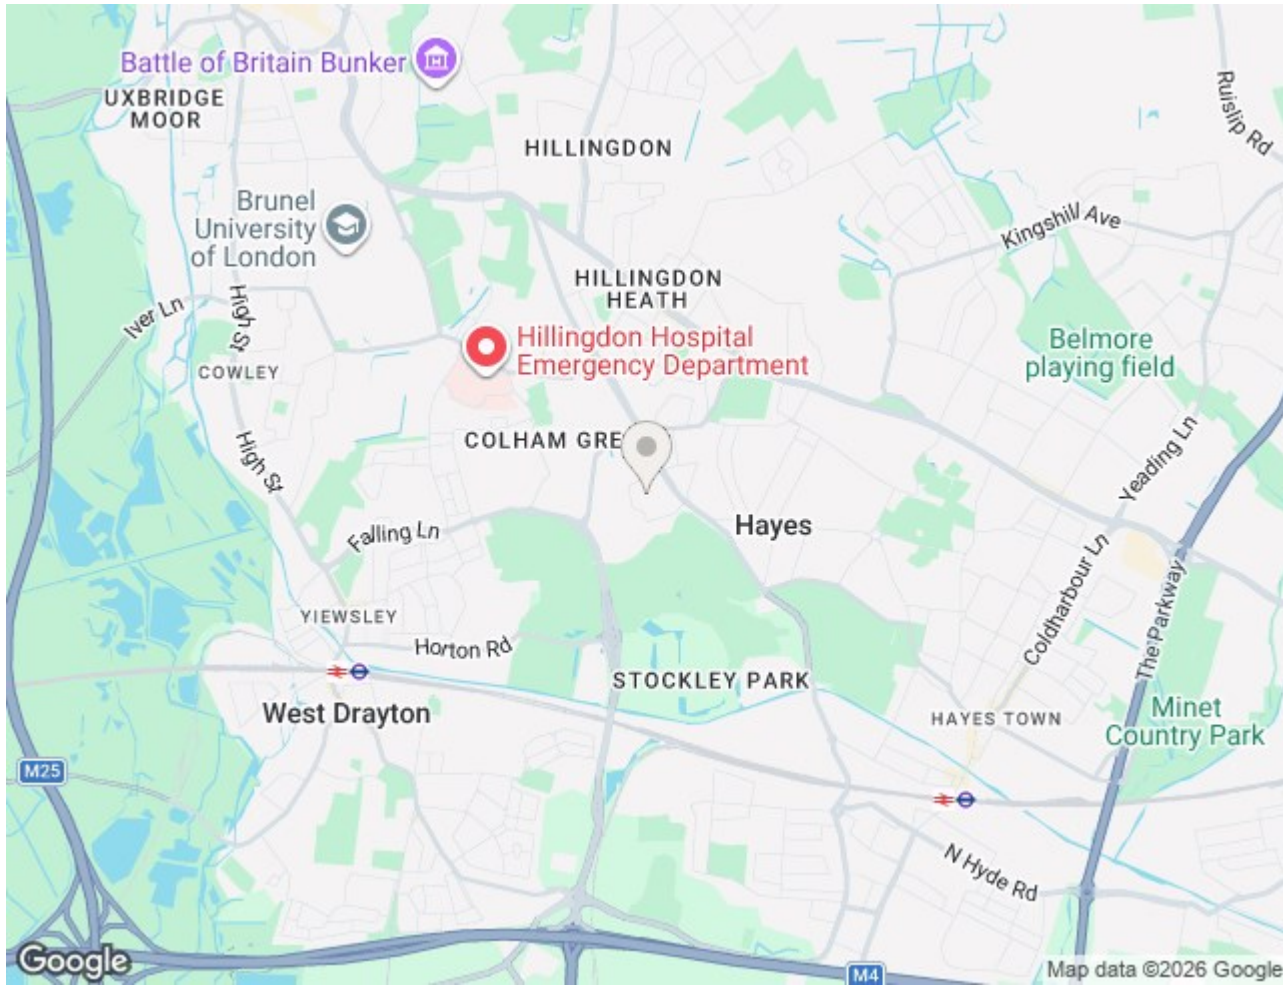 Battle of Britain Bunker
UXBRIDGE
MOOR
Ruislip Rd
HILLINGDON
Brunel
University
of London
Kingshill Ave
HILLINGDON
HEATH
Iver Ln
High St
Hillingdon Hospital
Emergency Department
Belmore
playing field
COWLEY
COLHAM GRE
High St
Yeading Ln
Hayes
Falling Ln
Coldharbour Ln
The Parkway
YIEWSLEY
Horton Rd
STOCKLEY PARK
West Drayton
HAYES TOWN
Minet
Country Park
M25
N Hyde Rd
Google
M4
Map data ©2026 Google